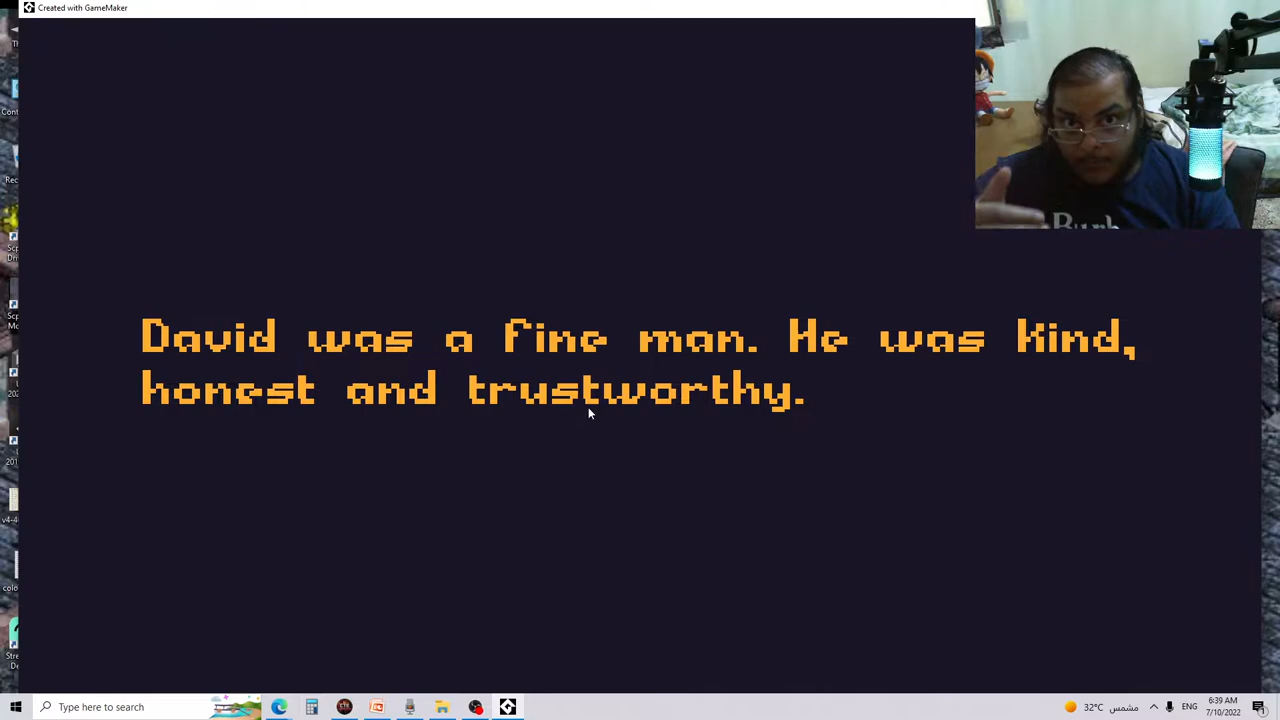 Created with GameMaker
David was a fine man. He was Kind,
honest and trustworthy.
Burb
Type here to search
32°C مشمس
ENG
6:39 AM
7/10/2022